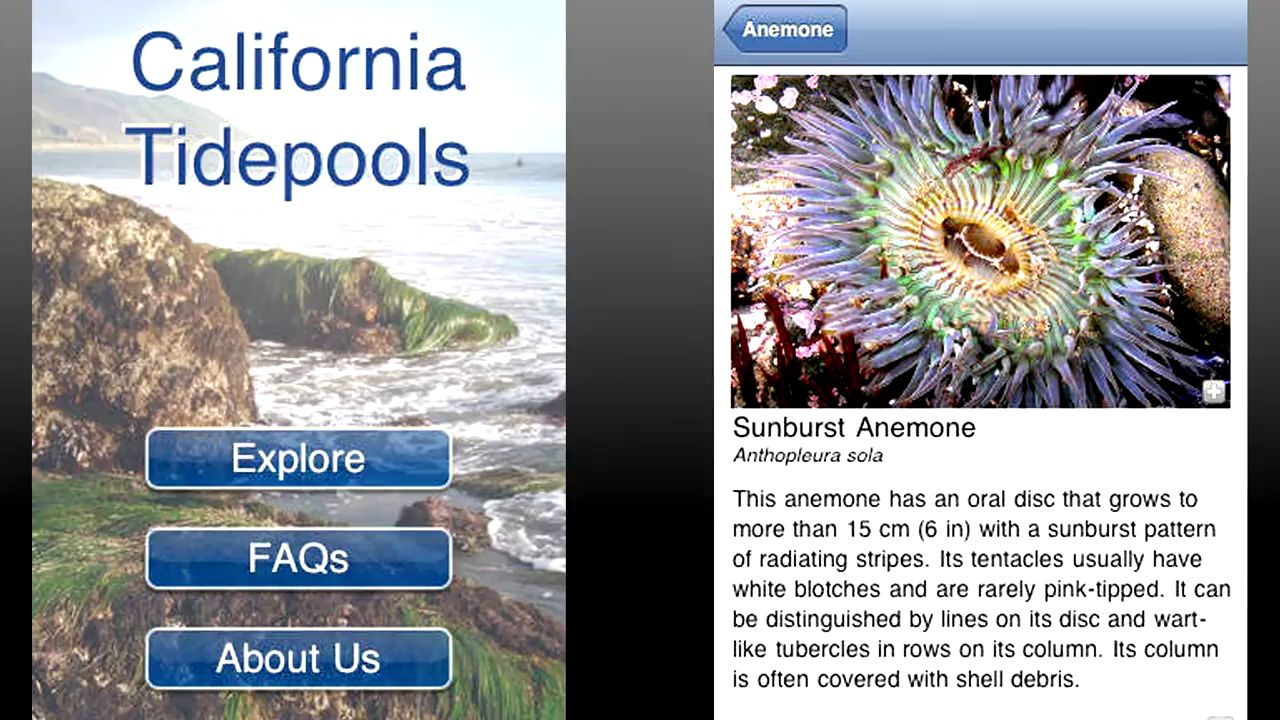 California
Tidepools
Explore
FAQs
About Us
Anemone
Sunburst Anemone
Anthopleura sola
This anemone has an oral disc that grows to
more than 15 cm (6 in) with a sunburst pattern
of radiating stripes. Its tentacles usually have
white blotches and are rarely pink-tipped. It can
be distinguished by lines on its disc and wart-
like tubercles in rows on its column. Its column
is often covered with shell debris.